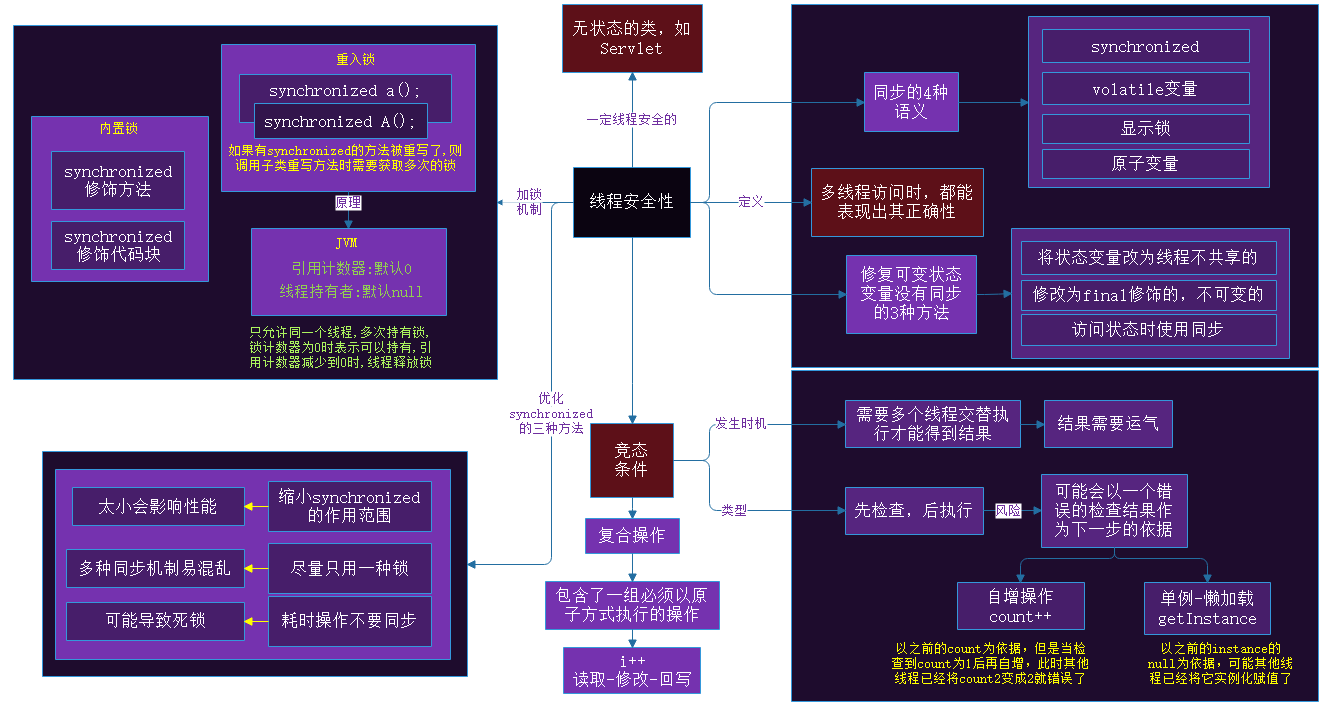 无状态的类，如
Servlet
一定线程安全的
线程安全性
加锁
机制
定义
内置锁
synchronized
修饰方法
synchronized
修饰代码块
重入锁
synchronized a();
synchronized A();
如果有synchronized的方法被重写了,则
调用子类重写方法时需要获取多次的锁
原理
JVM
引用计数器:默认0
线程持有者:默认null
只允许同一个线程,多次持有锁,
锁计数器为0时表示可以持有,引
用计数器减少到0时,线程释放锁
同步的4种
语义
synchronized
volatile变量
显示锁
原子变量
多线程访问时，都能
表现出其正确性
修复可变状态
变量没有同步
的3种方法
将状态变量改为线程不共享的
修改为final修饰的，不可变的
访问状态时使用同步
优化
synchronized
的三种方法
太小会影响性能
缩小synchronized
的作用范围
多种同步机制易混乱
尽量只用一种锁
可能导致死锁
耗时操作不要同步
竞态
条件
复合操作
包含了一组必须以原
子方式执行的操作
i++
读取-修改-回写
发生时机
需要多个线程交替执
行才能得到结果
结果需要运气
类型
先检查，后执行
风险
可能会以一个错
误的检查结果作
为下一步的依据
自增操作
count++
单例-懒加载
getInstance
以之前的count为依据，但是当检
查到count为1后再自增，此时其他
线程已经将count2变成2就错误了
以之前的instance的
null为依据，可能其他线
程已经将它实例化赋值了